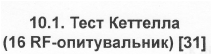 10.1. Тест Кеттелла
(16 RF-опитувальник) [31]